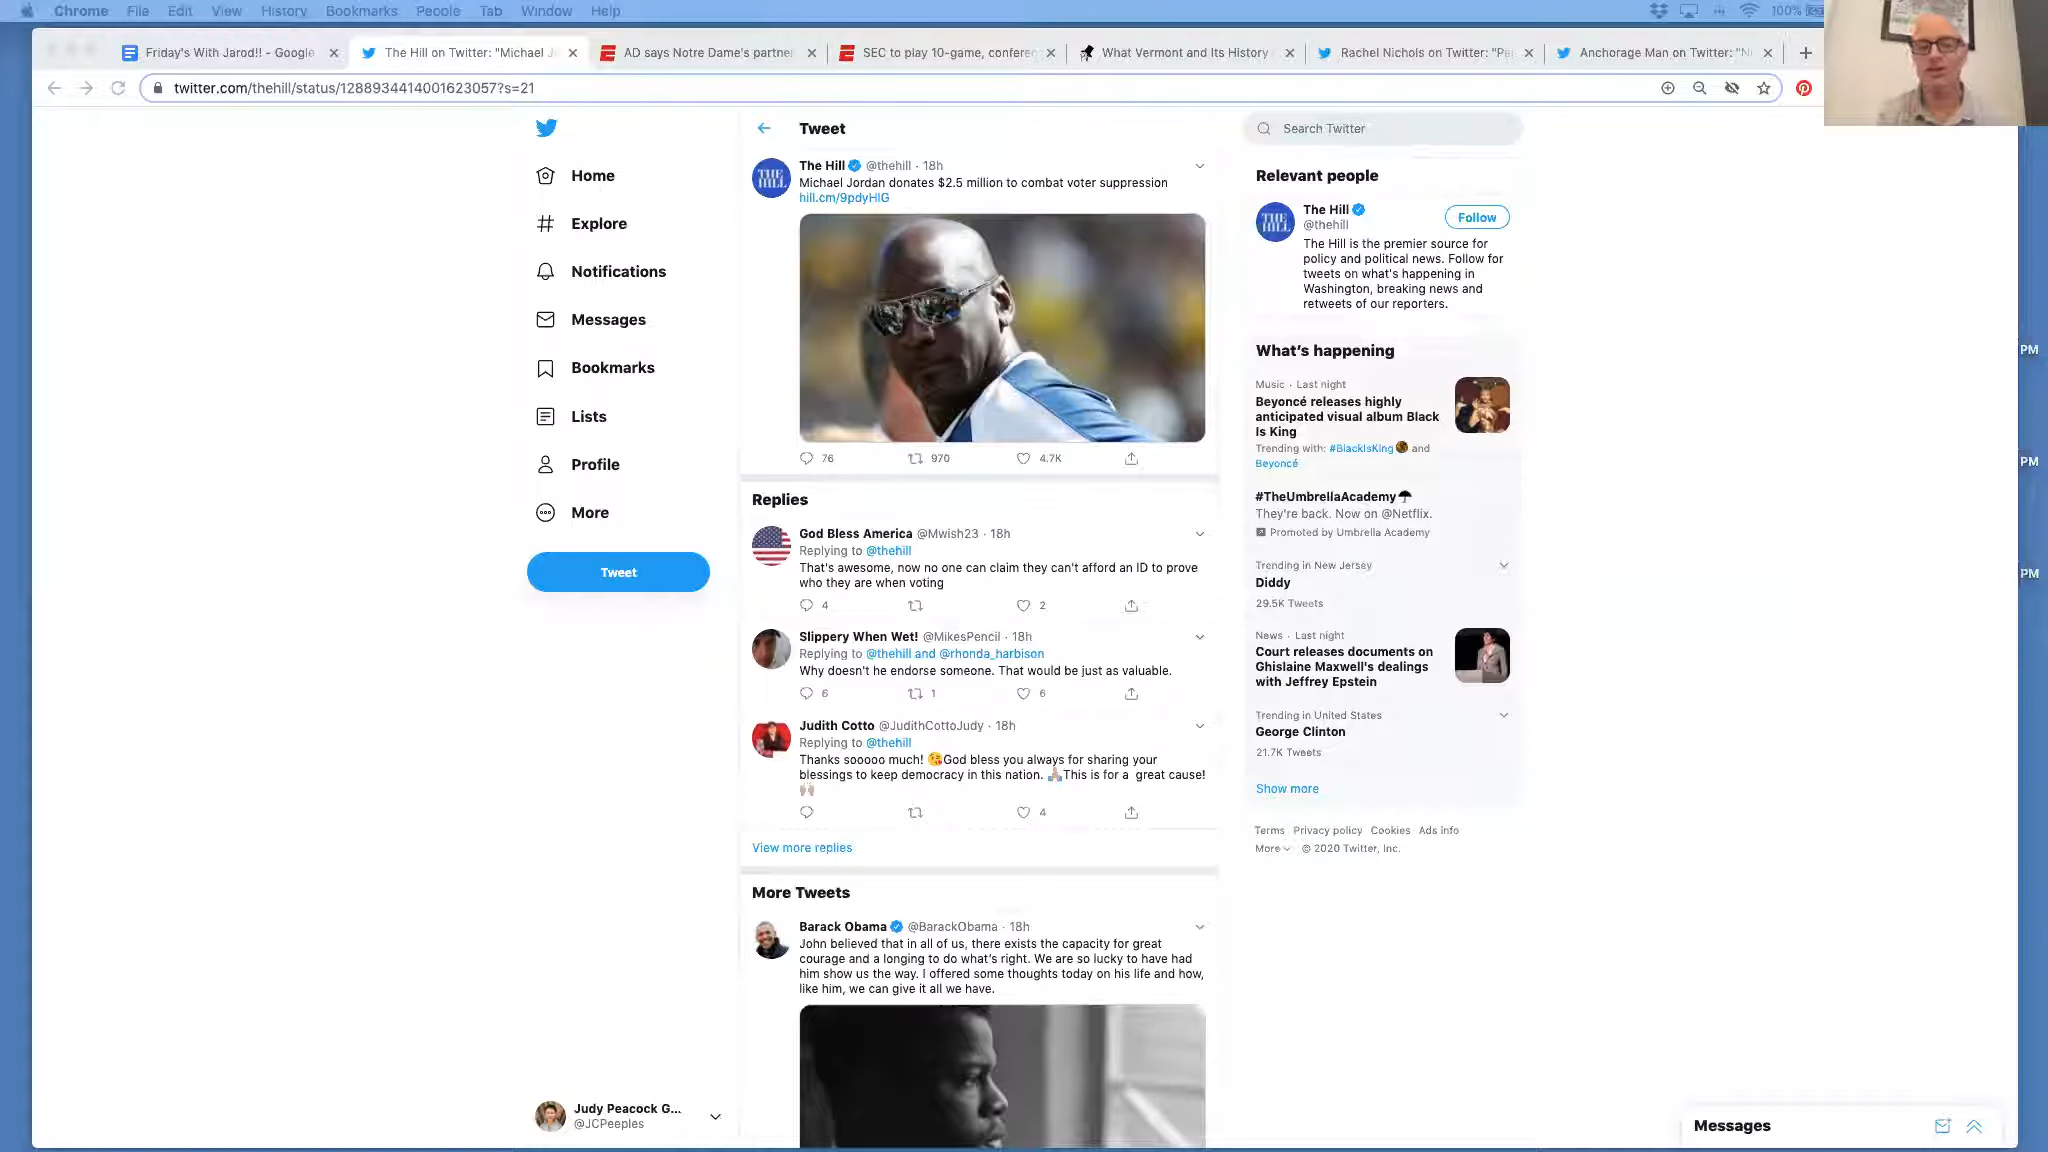 Chrome File Edit View History Bookmarks People Tab Window Help 100%
Friday's With Jarod!! - Google
The Hill on Twitter: "Michael J
AD says Notre Dame's partner
SEC to play 10-game, conferen
What Vermont and Its History
Rachel Nichols on Twitter: "Pa
Anchorage Man on Twitter: "N
twitter.com/thehill/status/1288934414001623057?s=21
Home
Explore
Notifications
Messages
Bookmarks
Lists
Profile
More
Tweet
Judy Peacock G...
@JCPeeples
Tweet
THE HILL
The Hill @thehill · 18h
Michael Jordan donates $2.5 million to combat voter suppression
hill.cm/9pdyHIG
76 970 4.7K
Replies
God Bless America @Mwish23 · 18h
Replying to @thehill
That's awesome, now no one can claim they can't afford an ID to prove
who they are when voting
4 2
Slippery When Wet! @MikesPencil · 18h
Replying to @thehill and @rhonda_harbison
Why doesn't he endorse someone. That would be just as valuable.
6 1 6
Judith Cotto @JudithCottoJudy · 18h
Replying to @thehill
Thanks sooooo much! 😘God bless you always for sharing your
blessings to keep democracy in this nation. 🙏This is for a great cause!
🙌
4
View more replies
More Tweets
Barack Obama @BarackObama · 18h
John believed that in all of us, there exists the capacity for great
courage and a longing to do what's right. We are so lucky to have had
him show us the way. I offered some thoughts today on his life and how,
like him, we can give it all we have.
Search Twitter
Relevant people
THE HILL
The Hill
@thehill
Follow
The Hill is the premier source for
policy and political news. Follow for
tweets on what's happening in
Washington, breaking news and
retweets of our reporters.
What's happening
Music · Last night
Beyoncé releases highly
anticipated visual album Black
Is King
Trending with: #BlackIsKing and
Beyoncé
#TheUmbrellaAcademy
They're back. Now on @Netflix.
Promoted by Umbrella Academy
Trending in New Jersey
Diddy
29.5K Tweets
News · Last night
Court releases documents on
Ghislaine Maxwell's dealings
with Jeffrey Epstein
Trending in United States
George Clinton
21.7K Tweets
Show more
Terms Privacy policy Cookies Ads info
More © 2020 Twitter, Inc.
Messages
PM
PM
PM